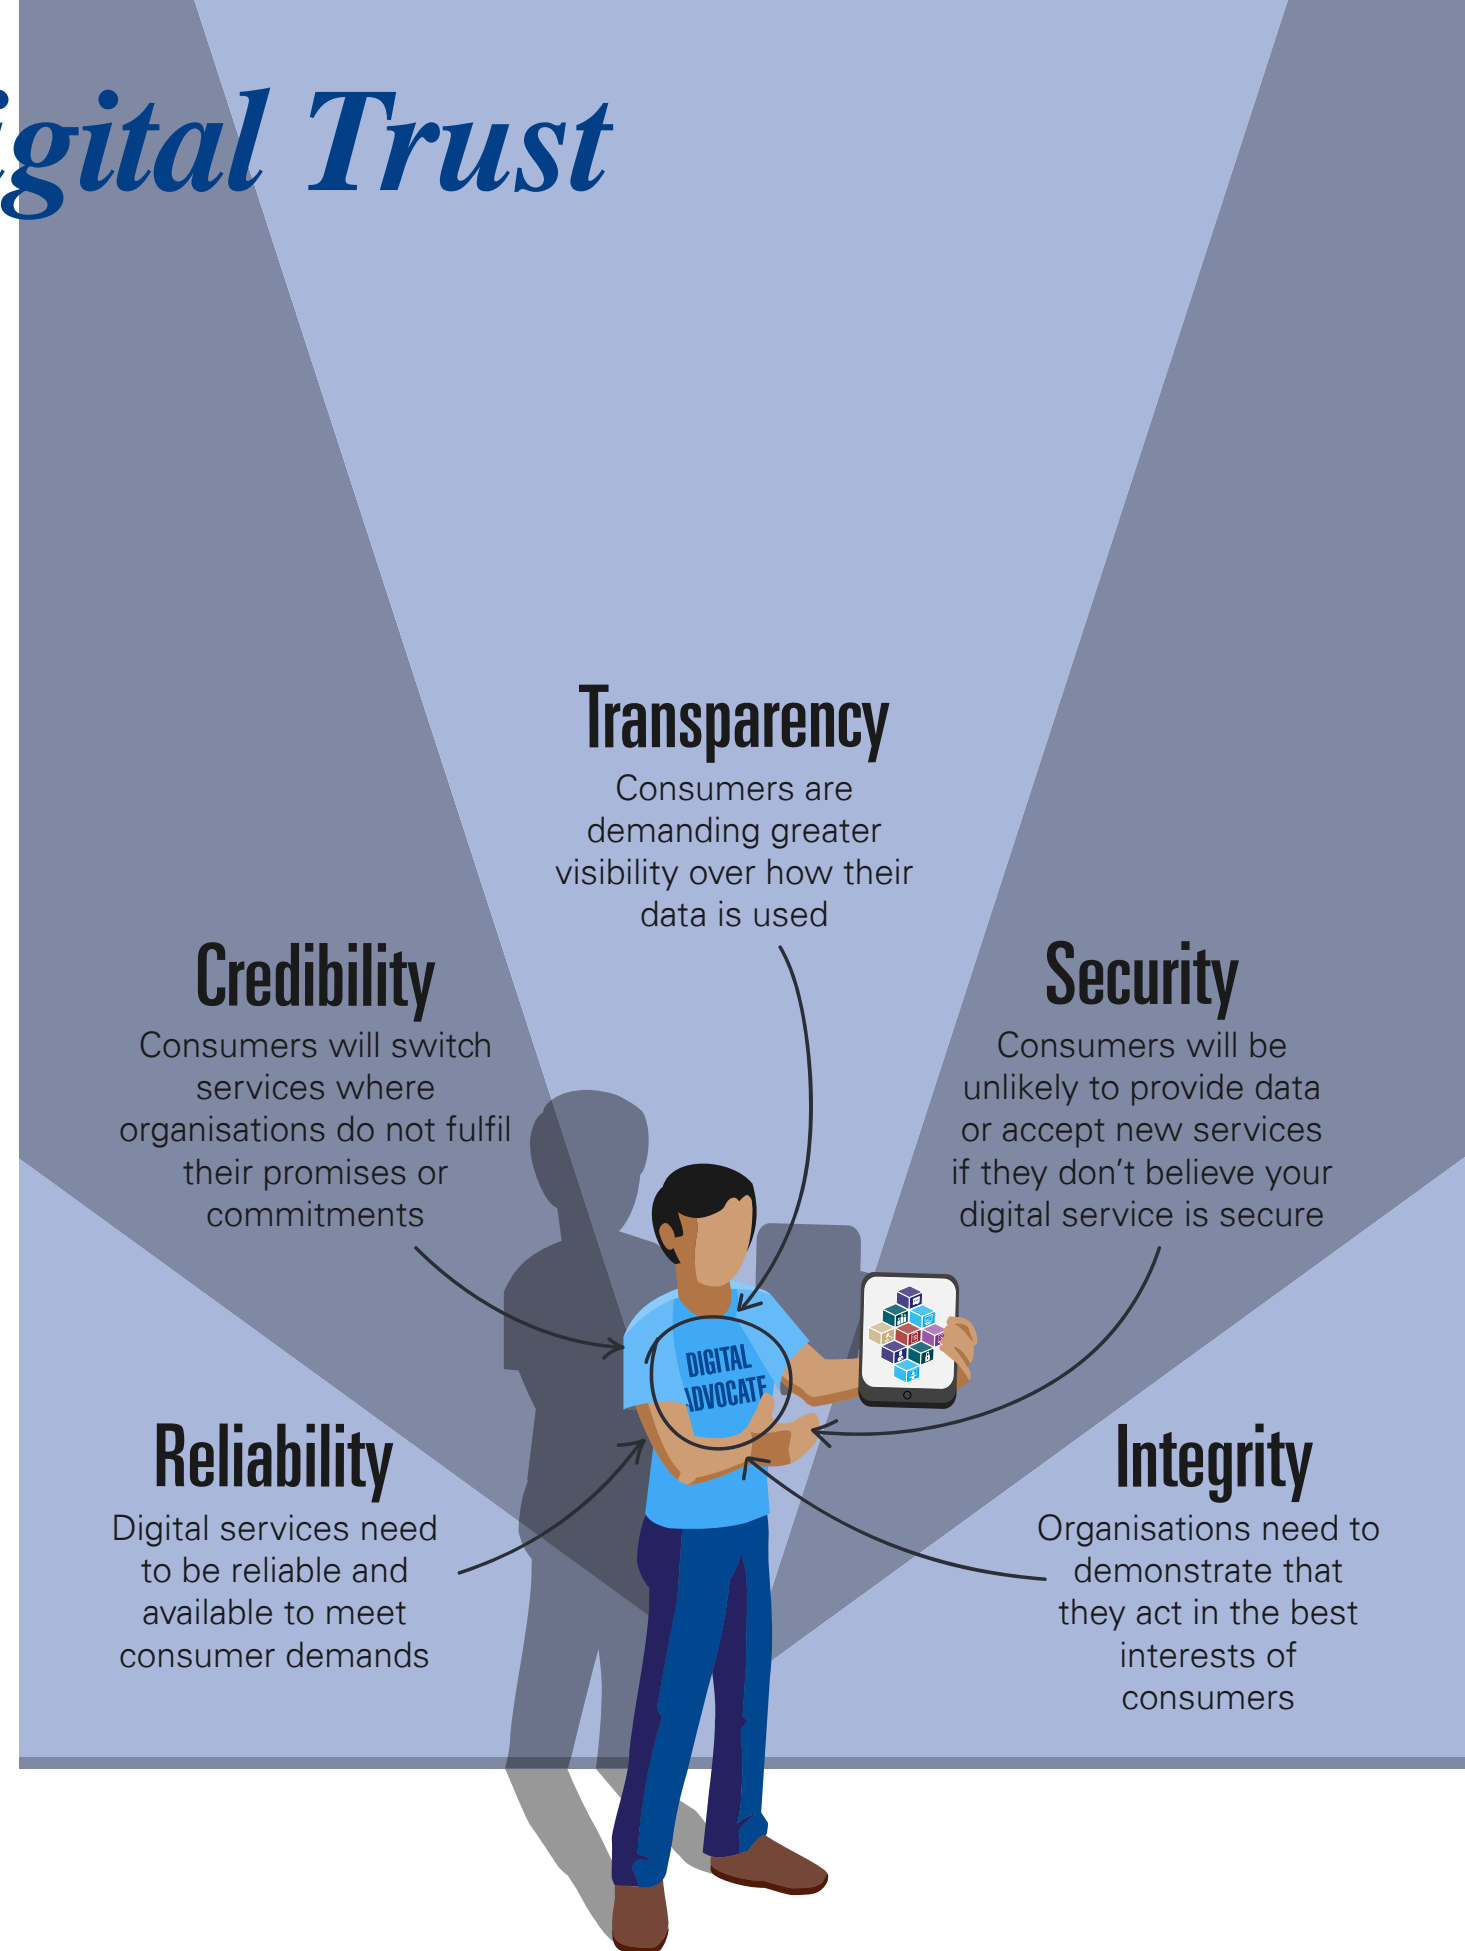 igital Trust
Transparency
Consumers are
demanding greater
visibility over how their
data is used
Credibility
Consumers will switch
services where
organisations do not fulfil
their promises or
commitments
Security
Consumers will be
unlikely to provide data
or accept new services
if they don't believe your
digital service is secure
DIGITAL
ADVOCATE
Reliability
Digital services need
to be reliable and
available to meet
consumer demands
Integrity
Organisations need to
demonstrate that
they act in the best
interests of
consumers